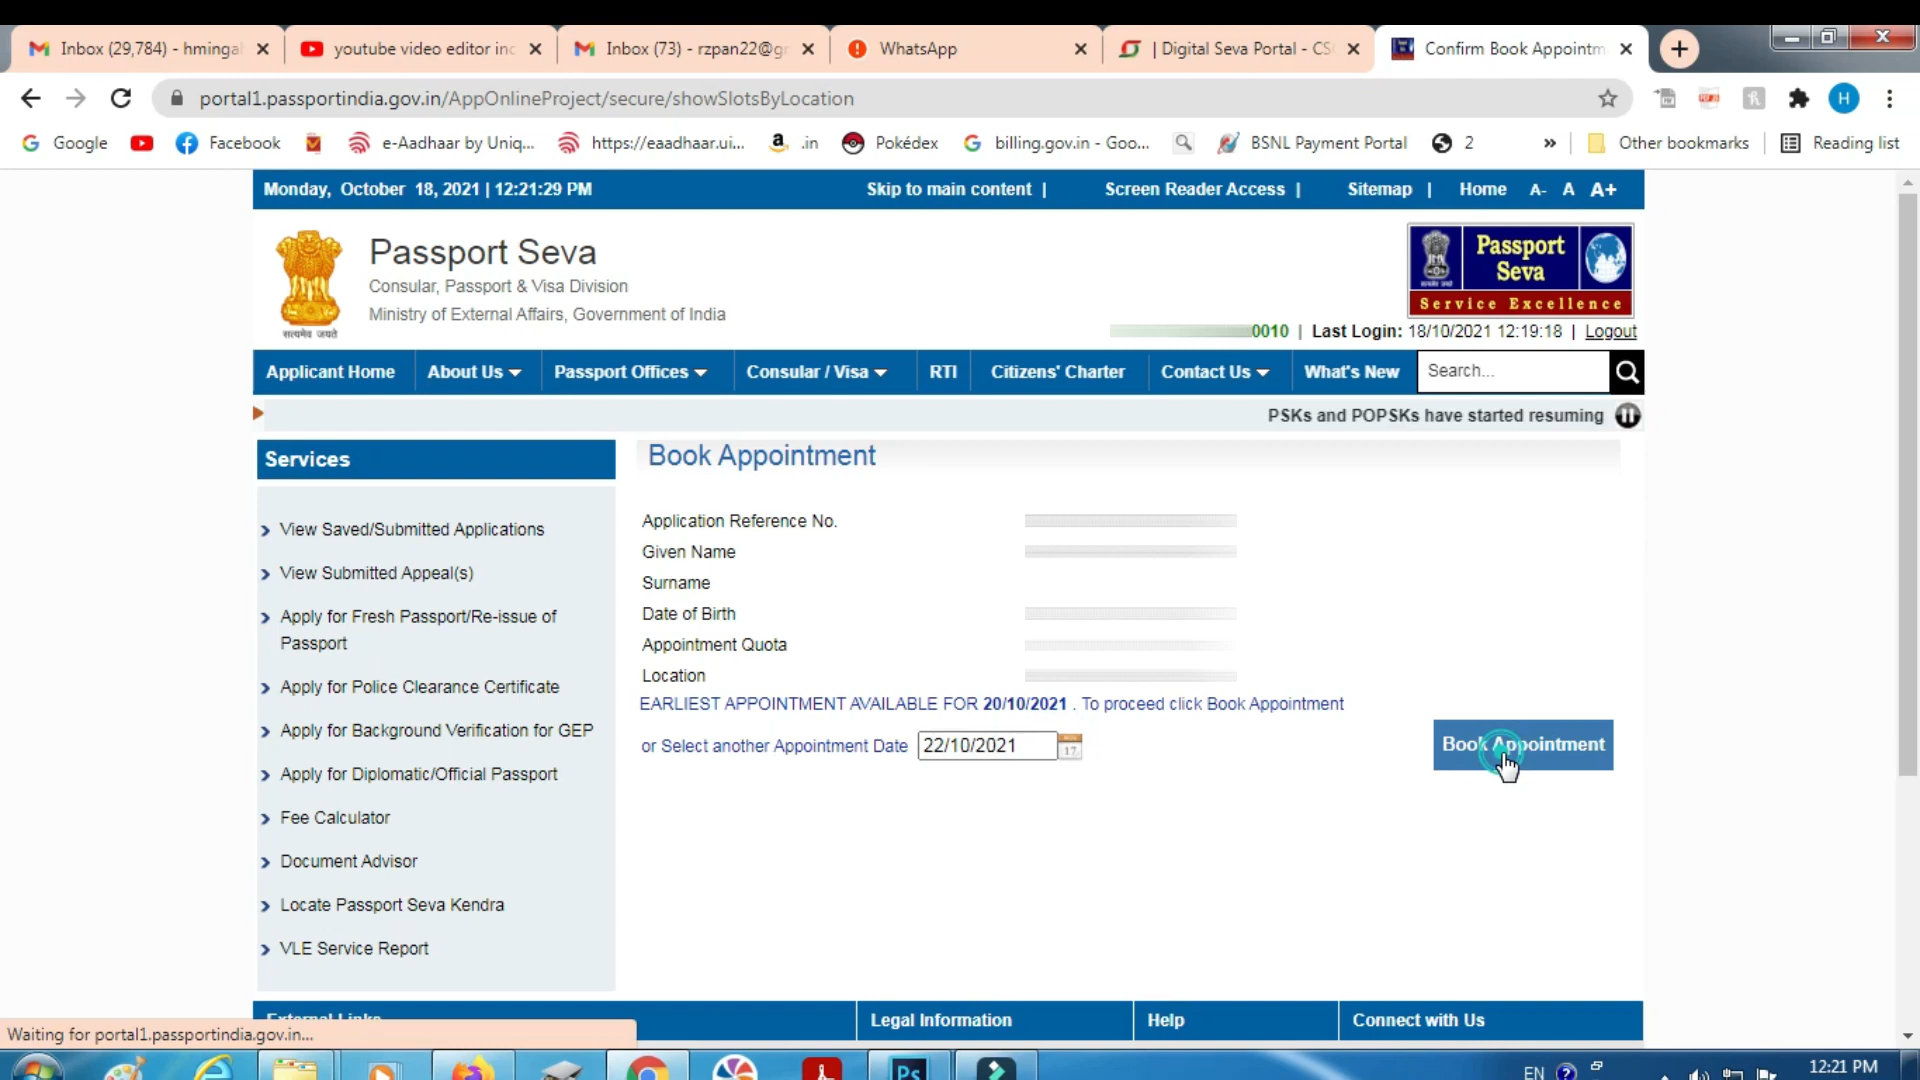 Inbox (29,784) - hmingah
youtube video editor inc
Inbox (73) - rzpan22@gr
WhatsApp
| Digital Seva Portal - CS
Confirm Book Appointm
portal1.passportindia.gov.in/AppOnlineProject/secure/showSlotsByLocation
H
Google
Facebook
e-Aadhaar by Uniq...
https://eaadhaar.ui...
.in
Pokédex
billing.gov.in - Goo...
BSNL Payment Portal
2
»
Other bookmarks
Reading list
Monday, October 18, 2021 | 12:21:29 PM
Skip to main content |
Screen Reader Access |
Sitemap |
Home
A- A A+
Passport Seva
Consular, Passport & Visa Division
Ministry of External Affairs, Government of India
सत्यमेव जयते
Passport
Seva
Service Excellence
0010 | Last Login: 18/10/2021 12:19:18 | Logout
Applicant Home
About Us
Passport Offices
Consular / Visa
RTI
Citizens' Charter
Contact Us
What's New
Search...
PSKs and POPSKs have started resuming
Services
View Saved/Submitted Applications
View Submitted Appeal(s)
Apply for Fresh Passport/Re-issue of
Passport
Apply for Police Clearance Certificate
Apply for Background Verification for GEP
Apply for Diplomatic/Official Passport
Fee Calculator
Document Advisor
Locate Passport Seva Kendra
VLE Service Report
Book Appointment
Application Reference No.
Given Name
Surname
Date of Birth
Appointment Quota
Location
EARLIEST APPOINTMENT AVAILABLE FOR 20/10/2021 . To proceed click Book Appointment
or Select another Appointment Date 22/10/2021
17
Book Appointment
External Links
Legal Information
Help
Connect with Us
Waiting for portal1.passportindia.gov.in...
Ps
EN
12:21 PM